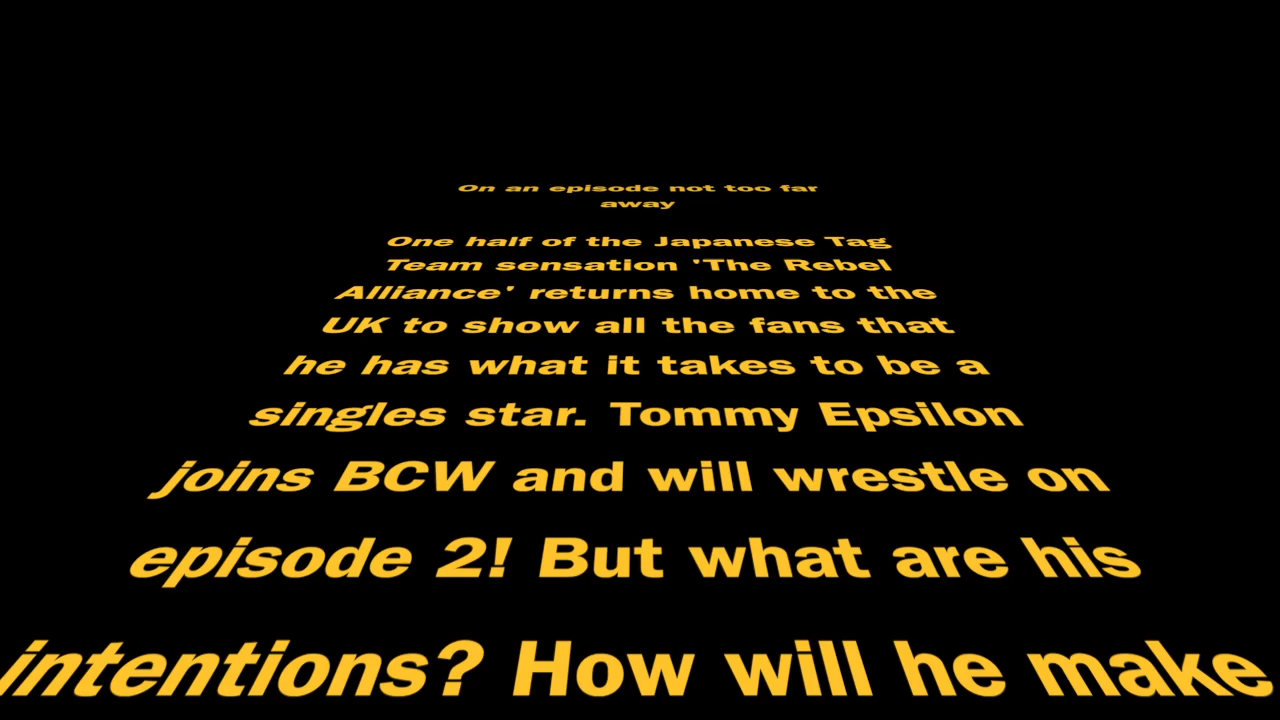 On an episode not too far
away
One half of the Japanese Tag
Team sensation 'The Rebel
Alliance' returns home to the
UK to show all the fans that
he has what it takes to be a
singles star. Tommy Epsilon
joins BCW and will wrestle on
episode 2! But what are his
intentions? How will he make